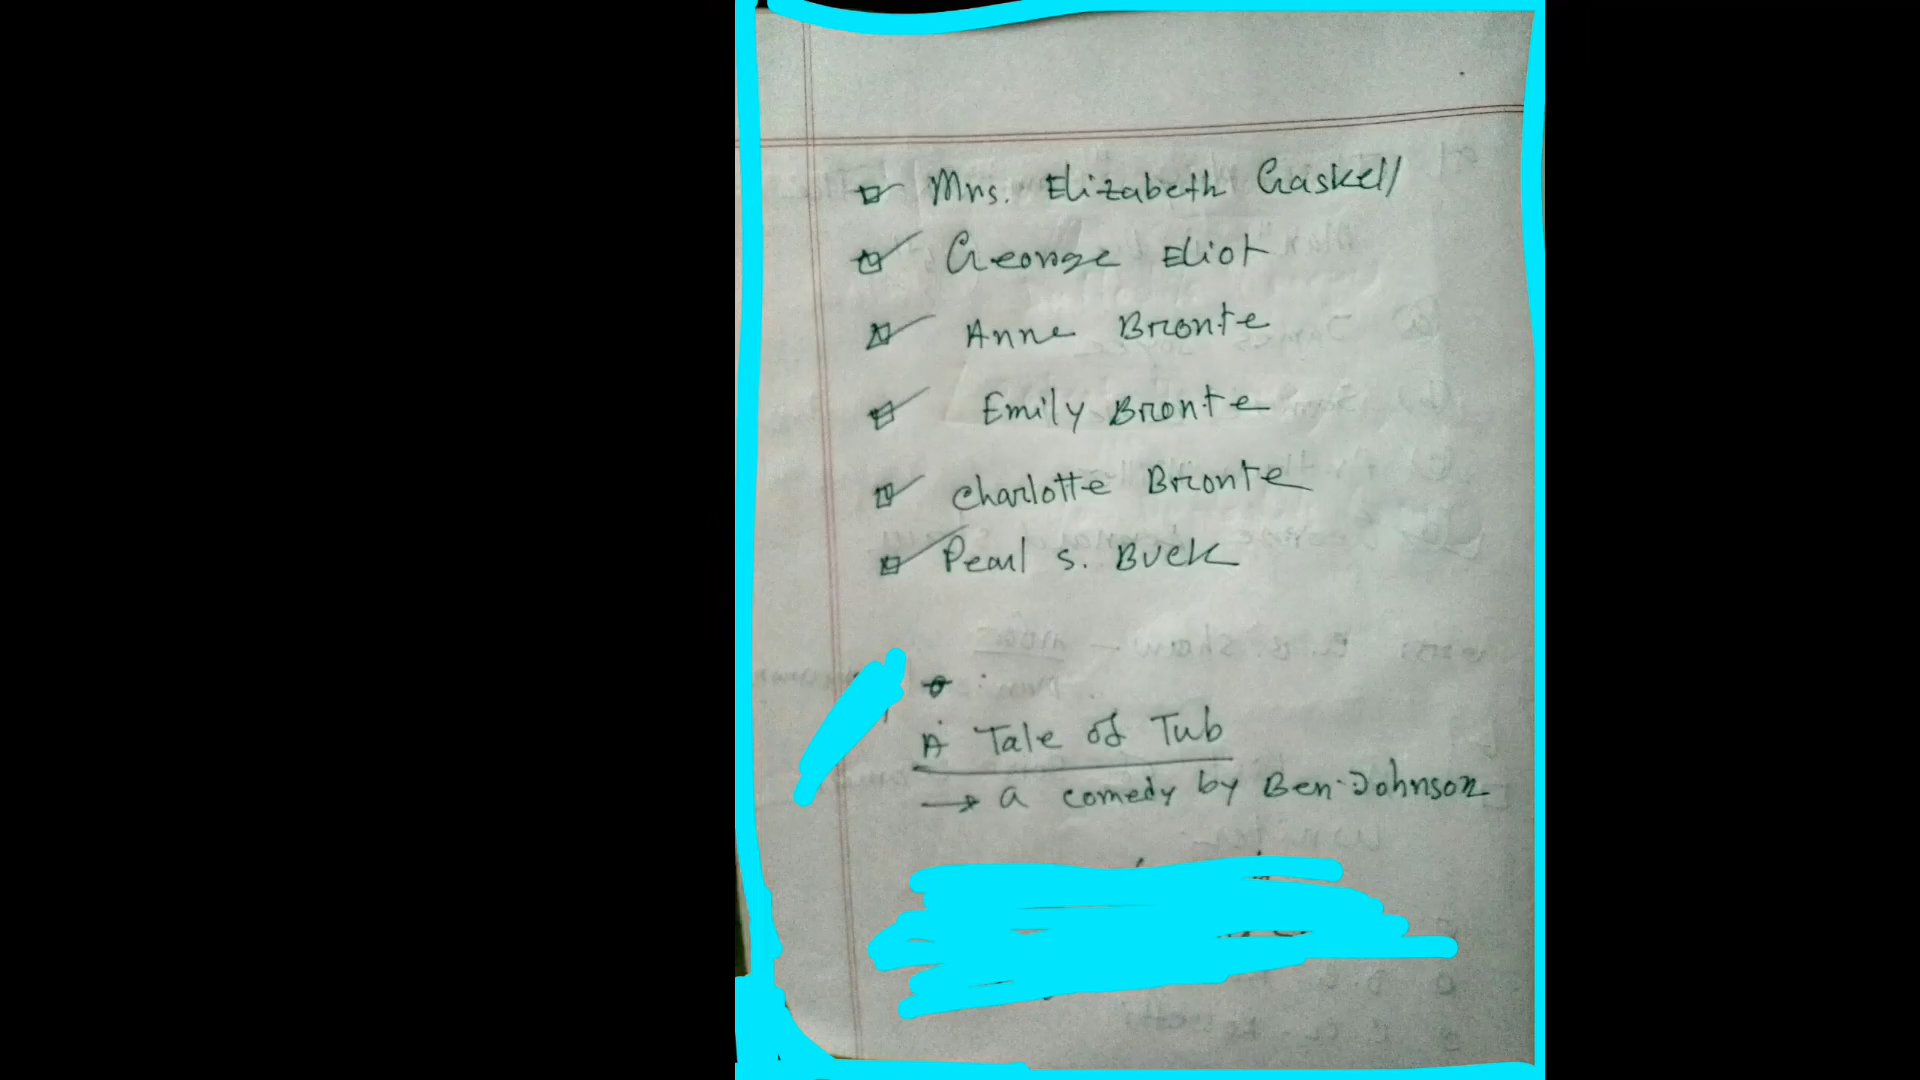 Mrs. Elizabeth Gaskell
George Eliot
Anne Bronte
Emily Bronte
Charlotte Bronte
Pearl S. Buck
A Tale of Tub
→ a comedy by Ben Johnson